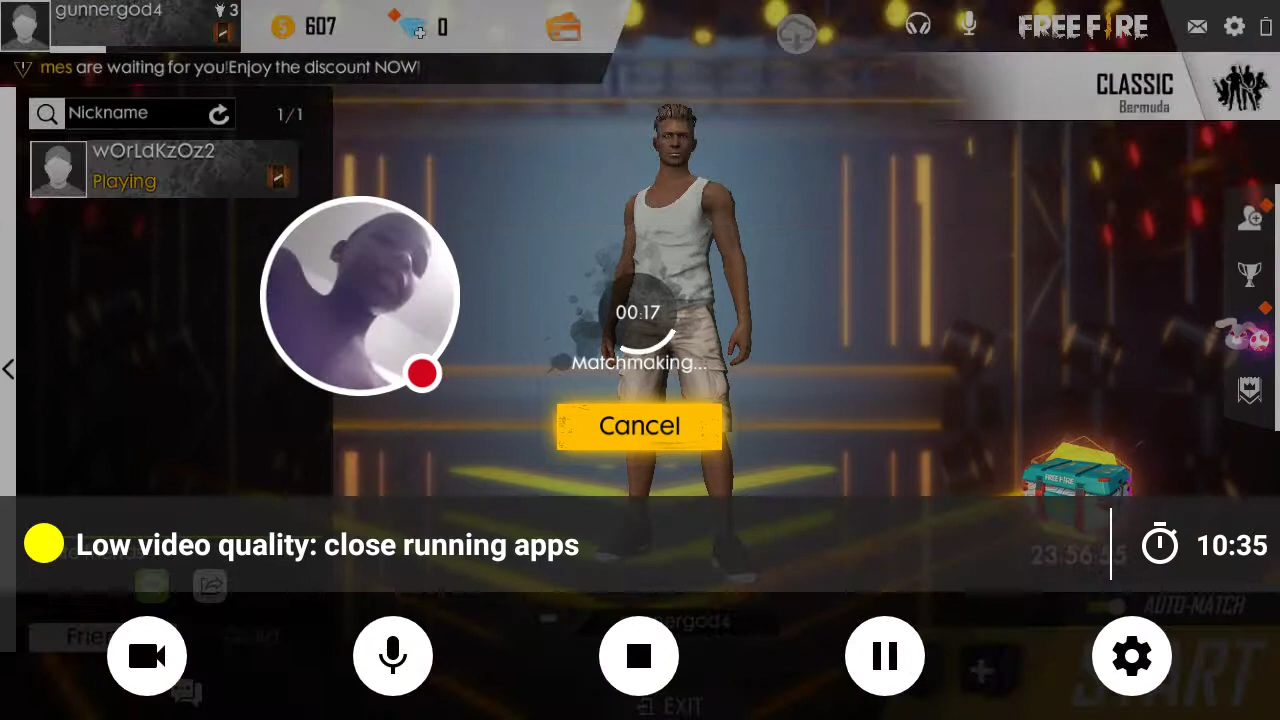 gunnergod4
3
607
0
FREE FIRE
mes are waiting for you!Enjoy the discount NOW!
CLASSIC
Bermuda
Nickname
1/1
wOrLdKzOz2
Playing
00:17
Matchmaking...
Cancel
FREE FIRE
Low video quality: close running apps
10:35
23:56:55
AUTO-MATCH
START
EXIT